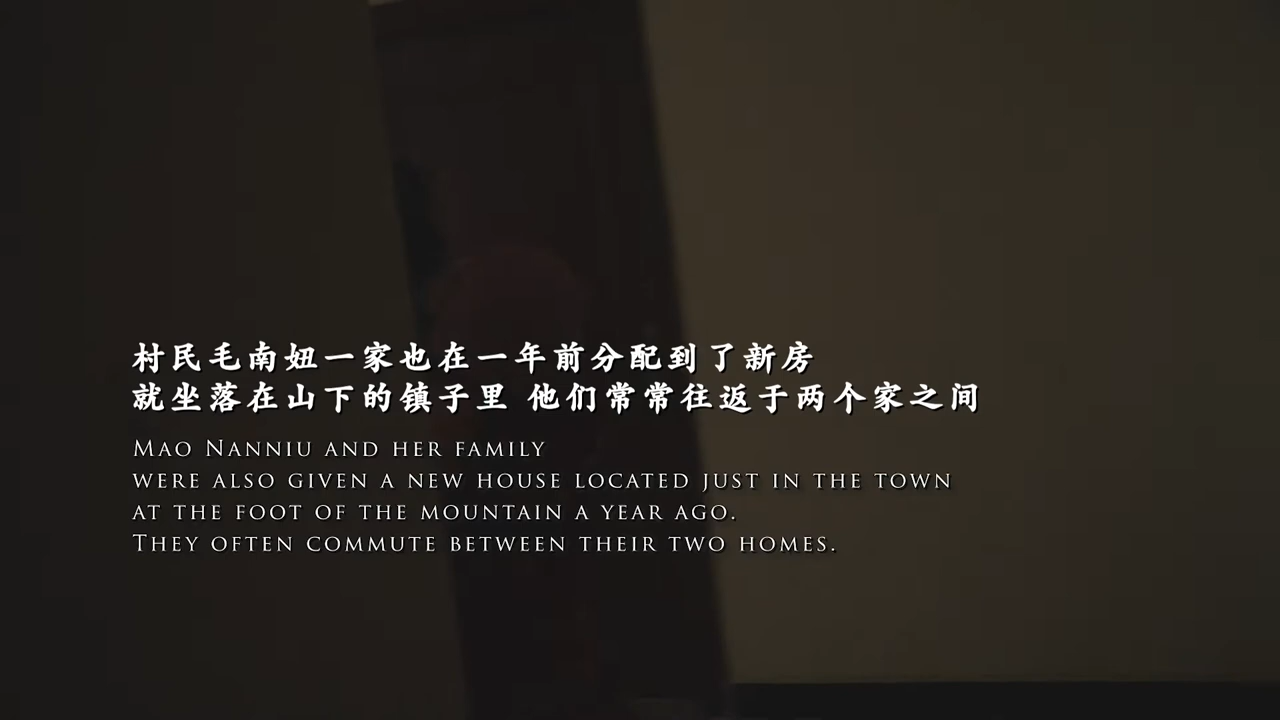 村民毛南妞一家也在一年前分配到了新房
就坐落在山下的镇子里 他们常常往返于两个家之间
Mao Nanniu and her family
were also given a new house located just in the town
at the foot of the mountain a year ago.
They often commute between their two homes.